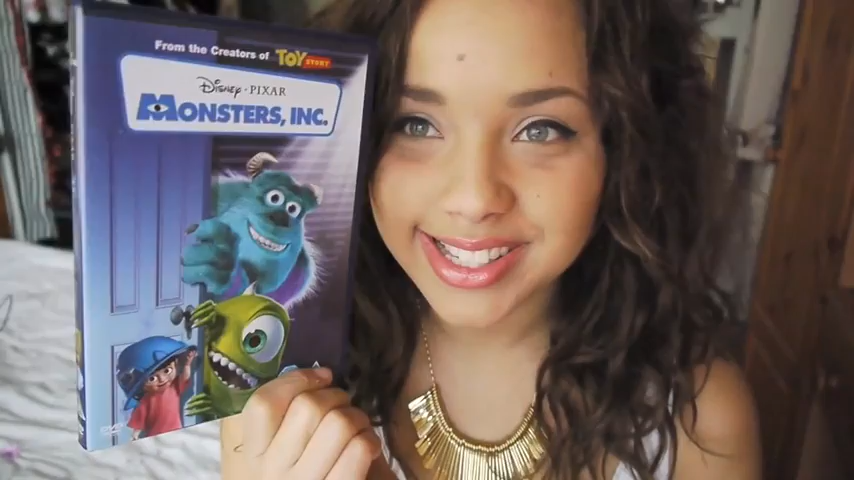 From the Creators of TOY STORY
Disney · PIXAR
MONSTERS, INC.